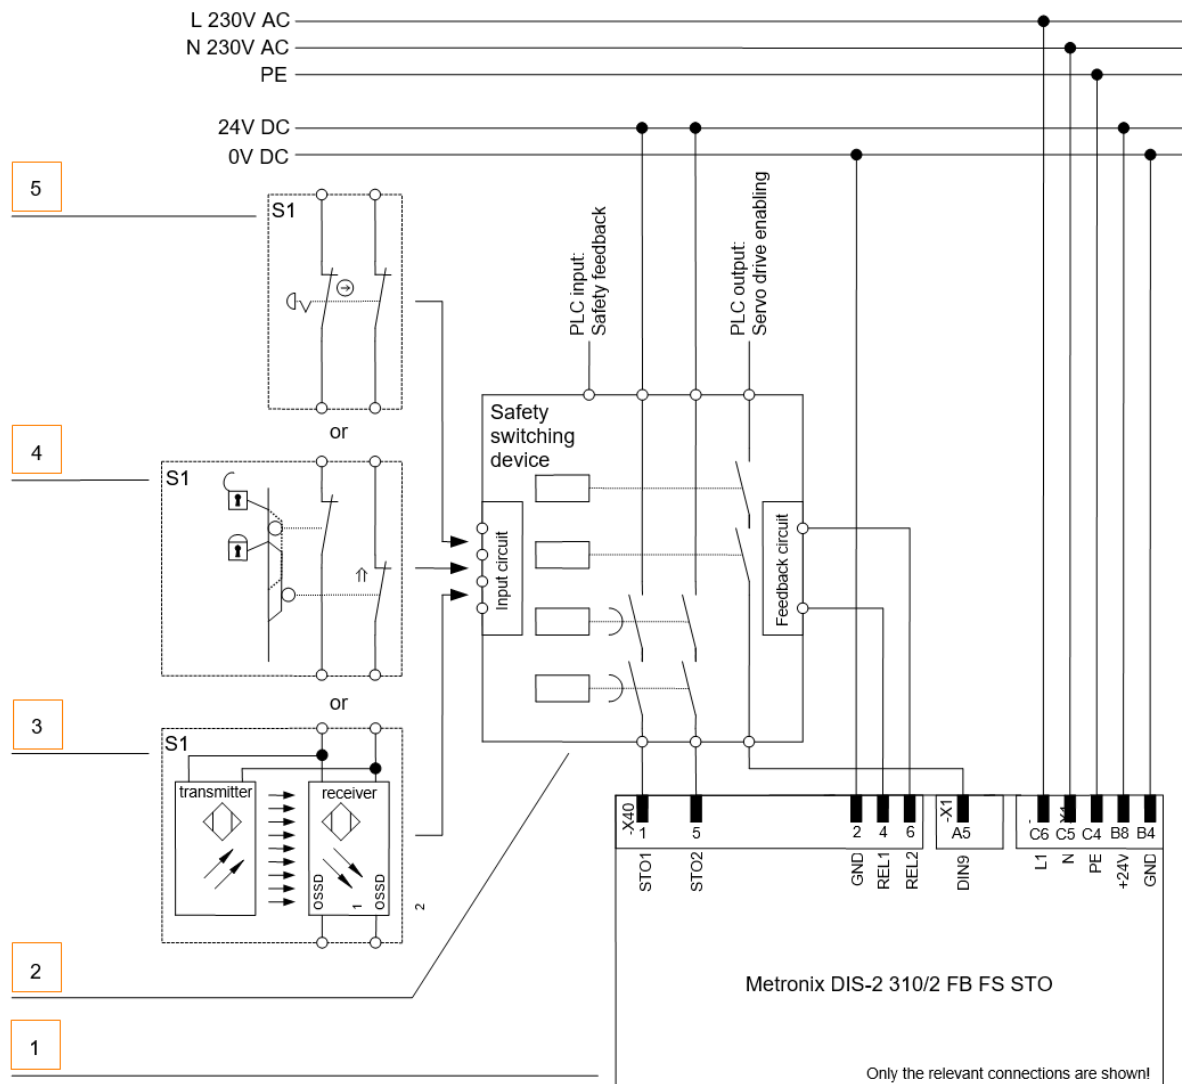 L 230V AC
N 230V AC
PE
24V DC
0V DC
5
S1
or
4
S1
or
3
S1
transmitter
receiver
OSSD
1
OSSD
2
2
1
PLC input:
Safety feedback
PLC output:
Servo drive enabling
Safety
switching
device
Input circuit
Feedback circuit
-X40
1
5
2
4
6
STO1
STO2
GND
REL1
REL2
-X1
A5
DIN9
C6
C5
C4
B8
B4
L1
N
PE
+24V
GND
Metronix DIS-2 310/2 FB FS STO
Only the relevant connections are shown!